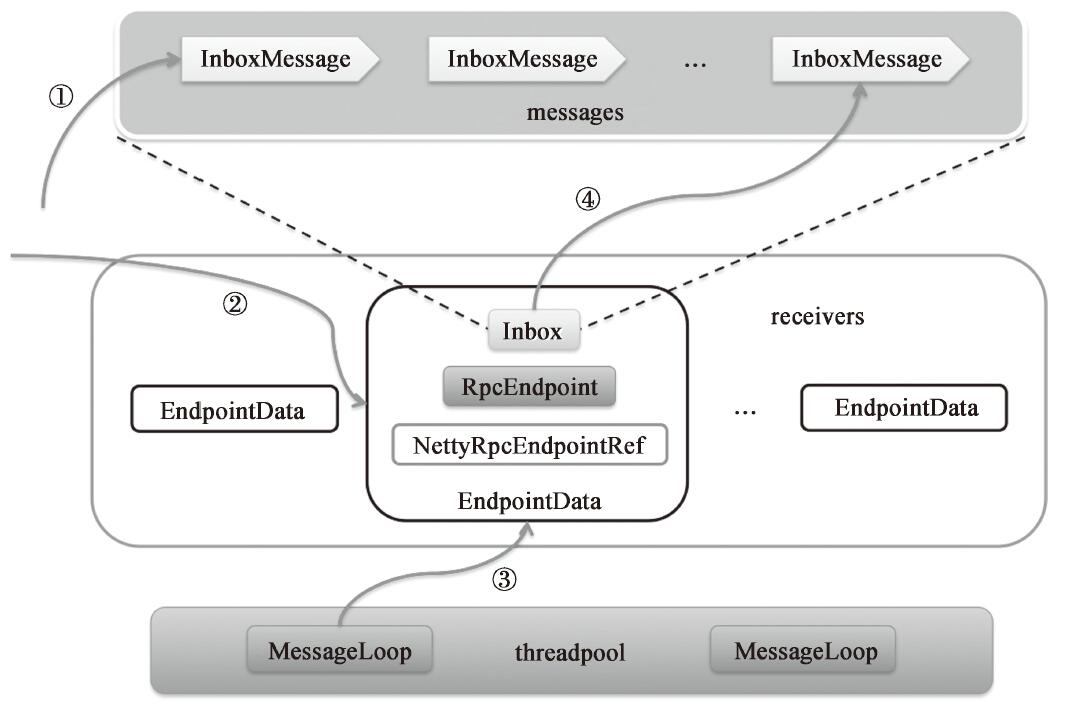 InboxMessage InboxMessage ... InboxMessage
①
messages
④
②
receivers
Inbox
RpcEndpoint
EndpointData ... EndpointData
NettyRpcEndpointRef
EndpointData
③
MessageLoop threadpool MessageLoop